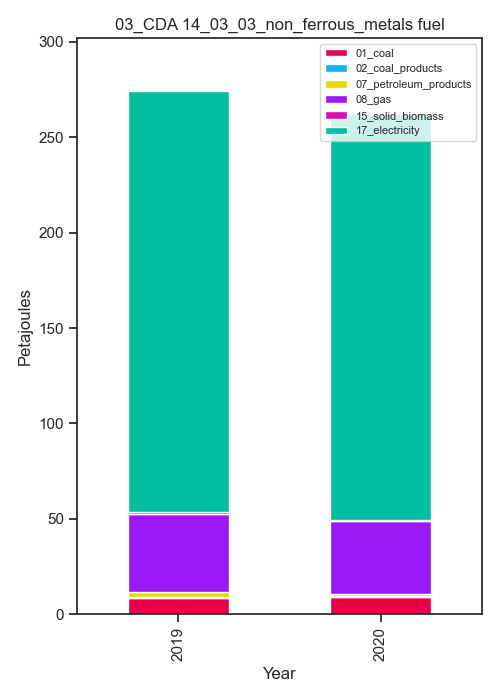 03_CDA 14_03_03_non_ferrous_metals fuel
01_coal
02_coal_products
07_petroleum_products
08_gas
15_solid_biomass
17_electricity
300
250
200
150
100
50
0
Petajoules
2019
2020
Year